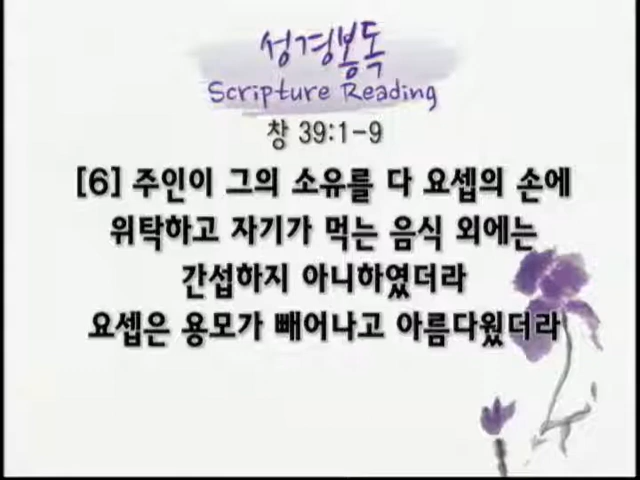 성경봉독
Scripture Reading
창 39:1-9
[6] 주인이 그의 소유를 다 요셉의 손에
위탁하고 자기가 먹는 음식 외에는
간섭하지 아니하였더라
요셉은 용모가 빼어나고 아름다웠더라